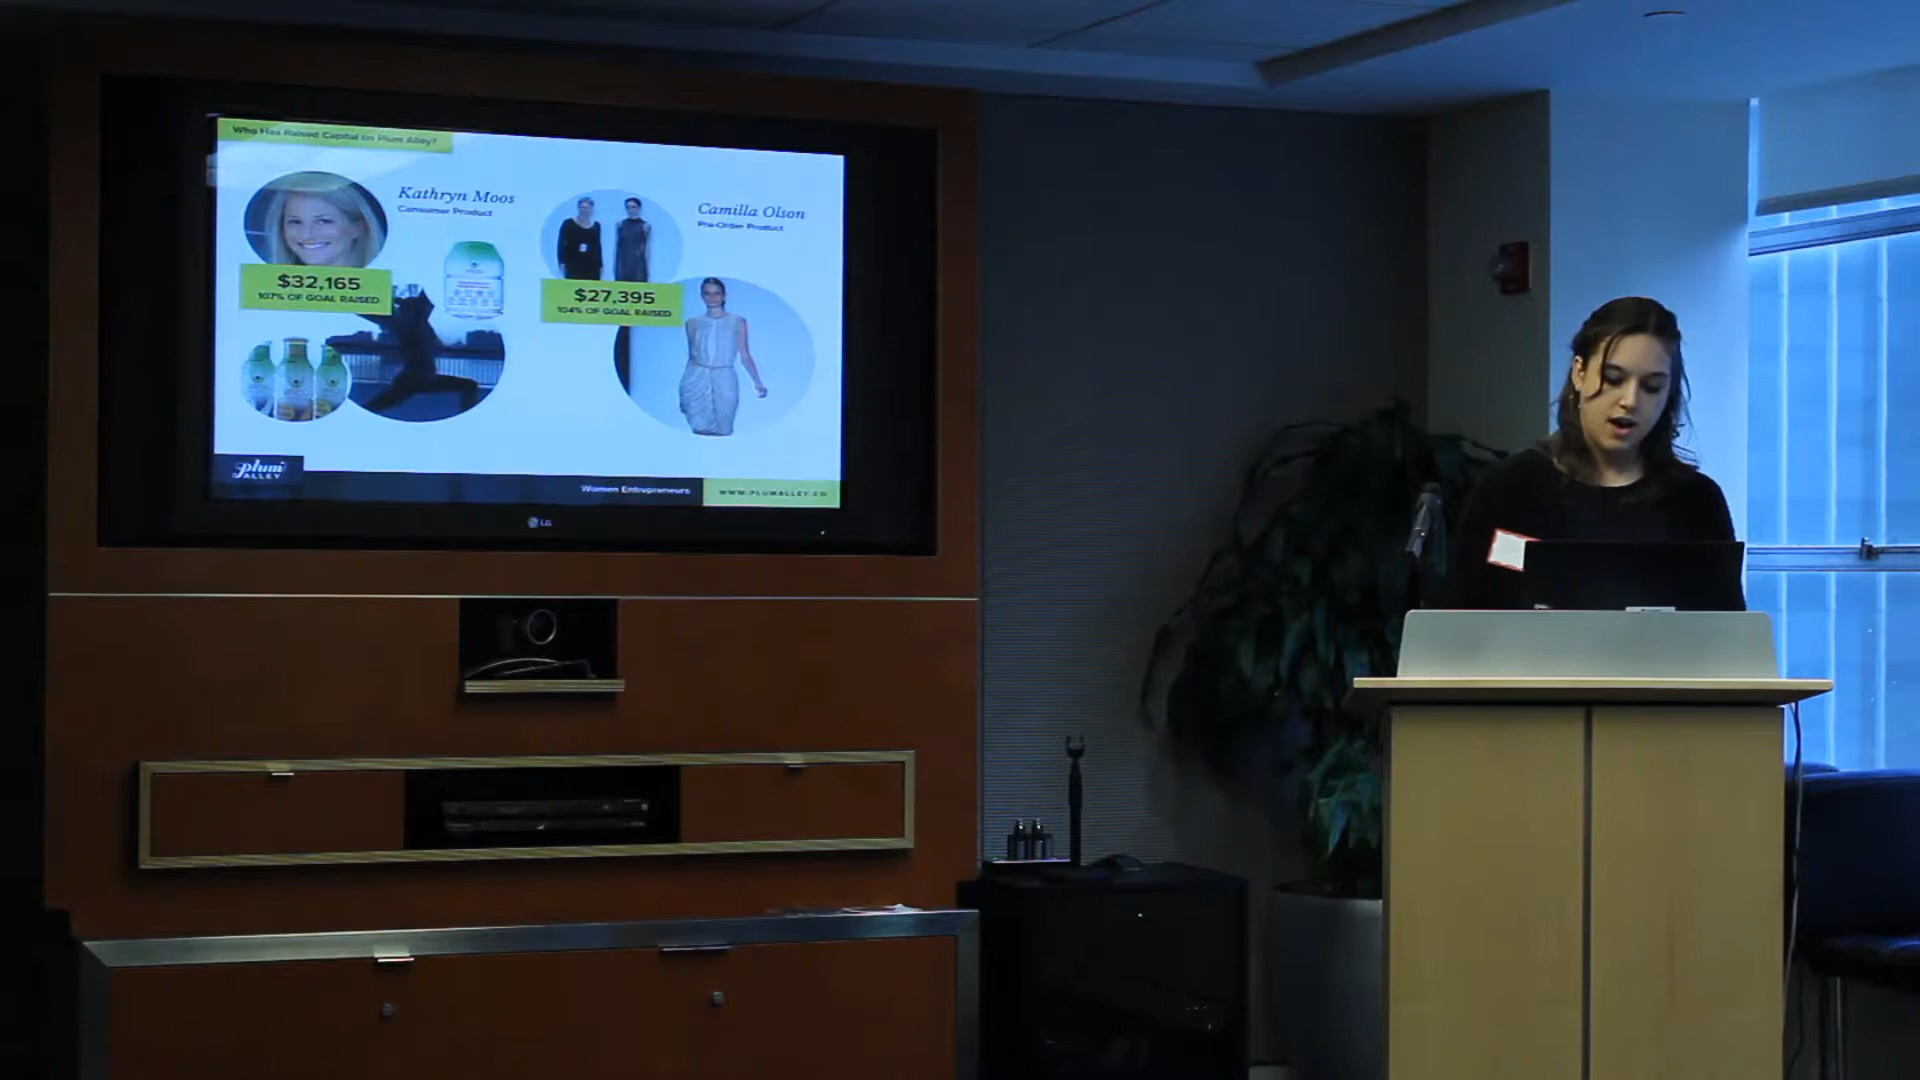 Who Has Raised Capital on Plum Alley?
Kathryn Moos
Consumer Product
$32,165
107% OF GOAL RAISED
Camilla Olson
Pre-Order Product
$27,395
104% OF GOAL RAISED
plum
ALLEY
Women Entrepreneurs
WWW.PLUMALLEY.CO
LG